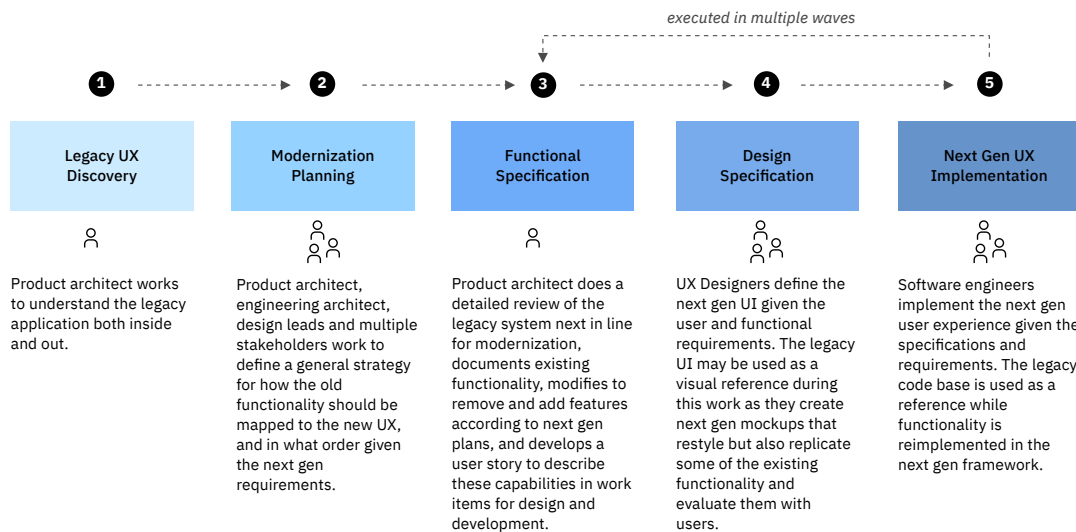 executed in multiple waves
1
2
3
4
5
Legacy UX
Discovery
Modernization
Planning
Functional
Specification
Design
Specification
Next Gen UX
Implementation
Product architect works
to understand the legacy
application both inside
and out.
Product architect,
engineering architect,
design leads and multiple
stakeholders work to
define a general strategy
for how the old
functionality should be
mapped to the new UX,
and in what order given
the next gen
requirements.
Product architect does a
detailed review of the
legacy system next in line
for modernization,
documents existing
functionality, modifies to
remove and add features
according to next gen
plans, and develops a
user story to describe
these capabilities in work
items for design and
development.
UX Designers define the
next gen UI given the
user and functional
requirements. The legacy
UI may be used as a
visual reference during
this work as they create
next gen mockups that
restyle but also replicate
some of the existing
functionality and
evaluate them with
users.
Software engineers
implement the next gen
user experience given the
specifications and
requirements. The legacy
code base is used as a
reference while
functionality is
reimplemented in the
next gen framework.